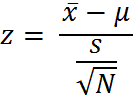 z = (x̄ − μ) / (s / √N)